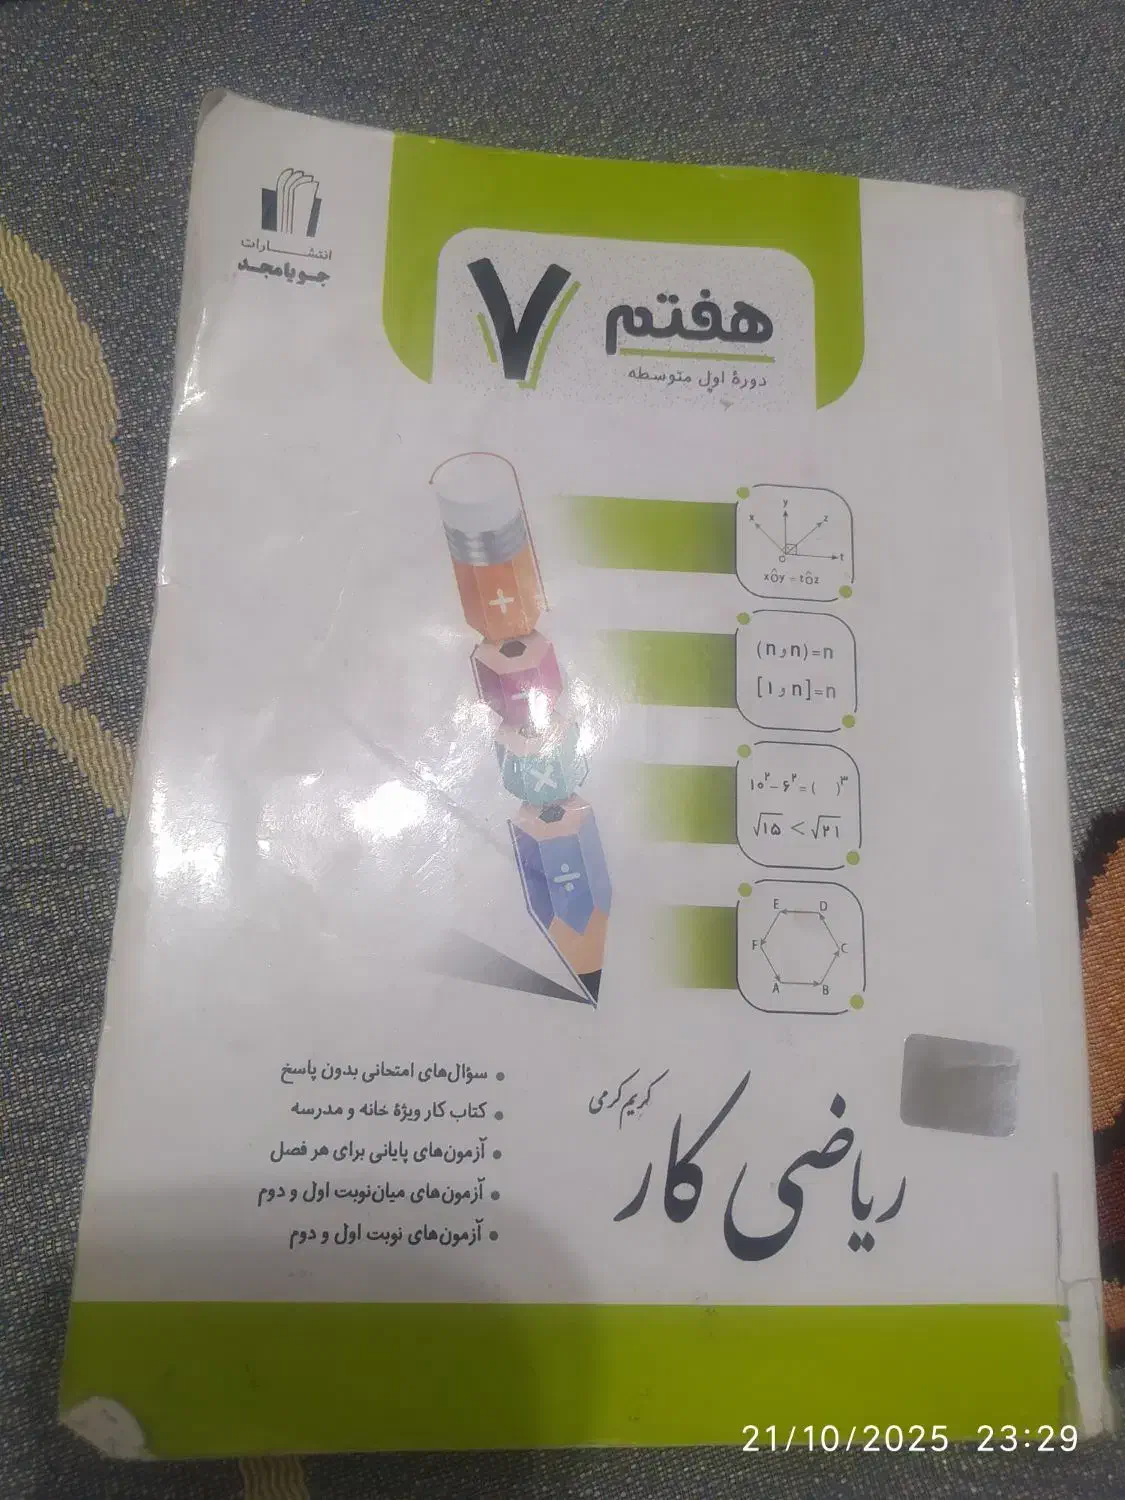 انتشارات
جویامجد
هفتم ۷
دورهٔ اول متوسطه
y
x z
O t
xÔy = tÔz
(n و n)=n
[۱ و n]=n
۱۰²-۶²=( )³
√۱۵ < √۲۱
E D
F C
A B
ریاضی کار
کریم کرمی
• سؤال‌های امتحانی بدون پاسخ
• کتاب کار ویژهٔ خانه و مدرسه
• آزمون‌های پایانی برای هر فصل
• آزمون‌های میان‌نوبت اول و دوم
• آزمون‌های نوبت اول و دوم
21/10/2025 23:29